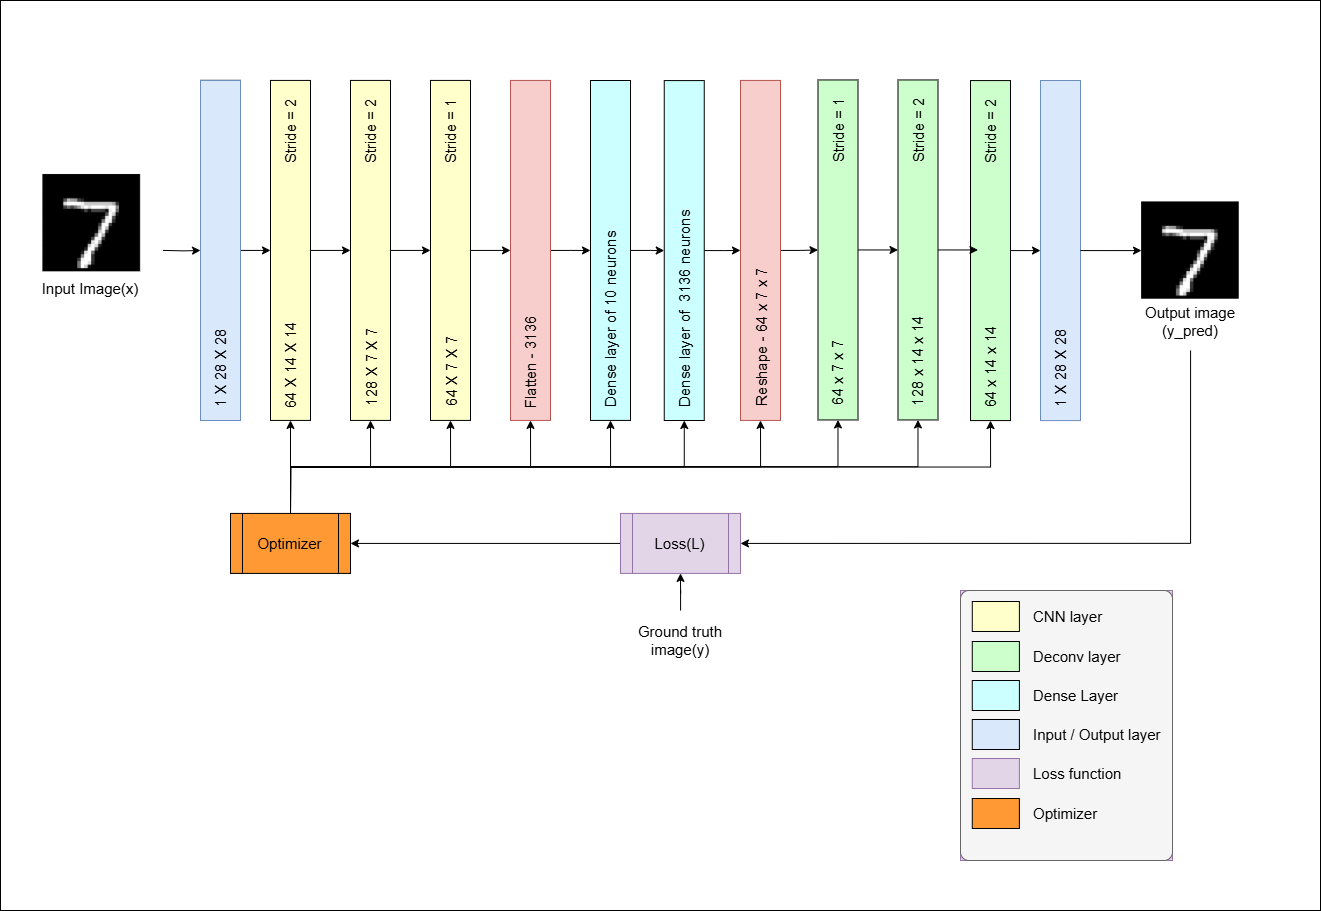 Input Image(x)
1 X 28 X 28
Stride = 2
64 X 14 X 14
Stride = 2
128 X 7 X 7
Stride = 1
64 X 7 X 7
Flatten - 3136
Dense layer of 10 neurons
Dense layer of  3136 neurons
Reshape - 64 x 7 x 7
Stride = 1
64 x 7 x 7
Stride = 2
128 x 14 x 14
Stride = 2
64 x 14 x 14
1 X 28 X 28
7
7
Output image
(y_pred)
Optimizer
Loss(L)
Ground truth
image(y)
CNN layer
Deconv layer
Dense Layer
Input / Output layer
Loss function
Optimizer